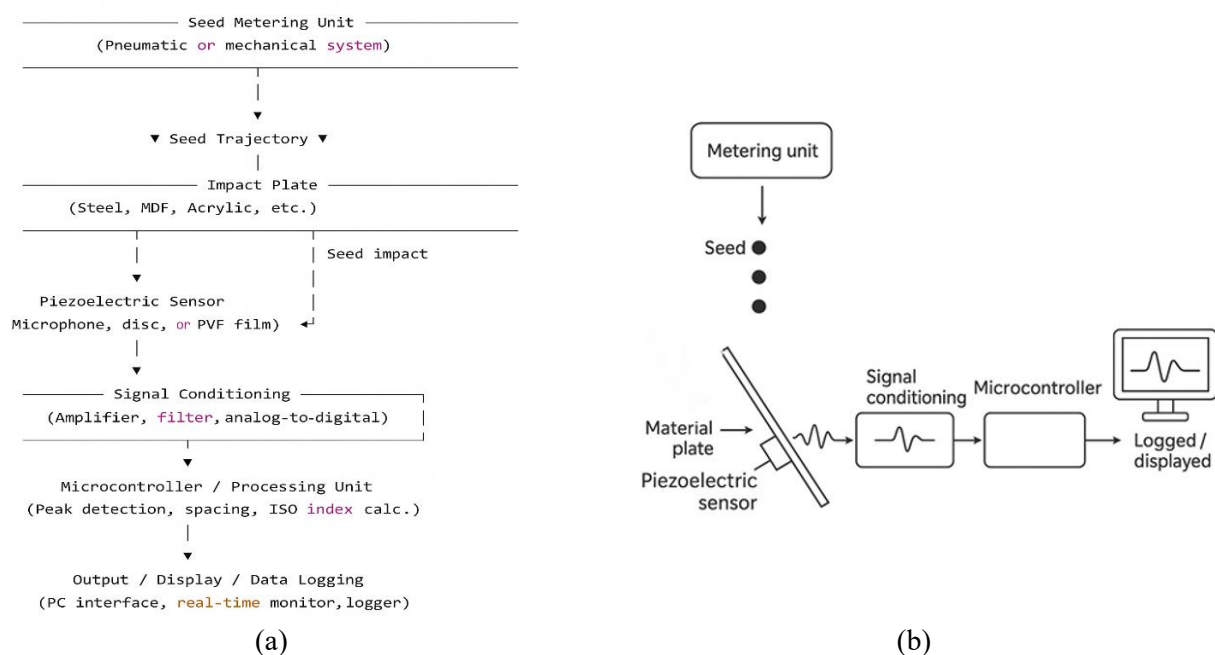 Seed Metering Unit
(Pneumatic or mechanical system)
▼ Seed Trajectory ▼
Impact Plate
(Steel, MDF, Acrylic, etc.)
Seed impact
Piezoelectric Sensor
Microphone, disc, or PVF film)
Signal Conditioning
(Amplifier, filter, analog-to-digital)
Microcontroller / Processing Unit
(Peak detection, spacing, ISO index calc.)
Output / Display / Data Logging
(PC interface, real-time monitor, logger)
(a)
Metering unit
Seed
Material
plate
Piezoelectric
sensor
Signal
conditioning
Microcontroller
Logged /
displayed
(b)